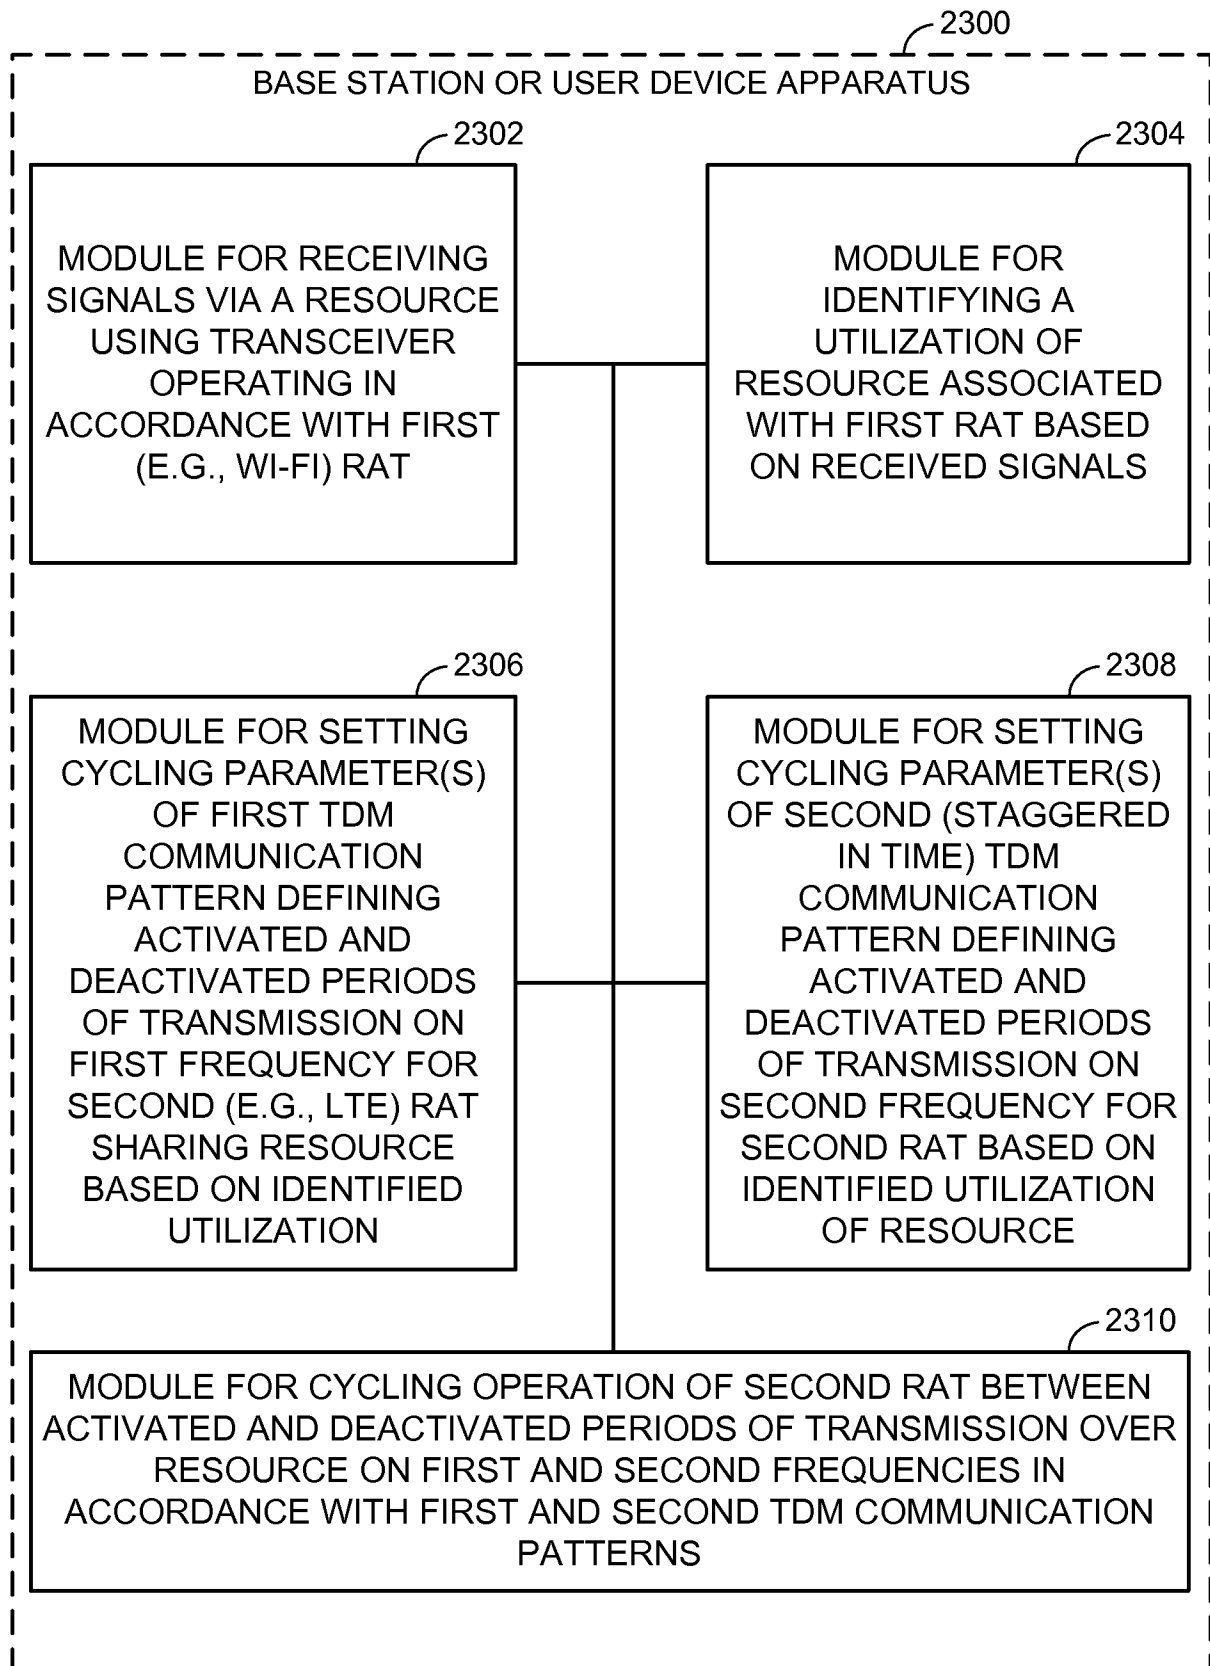 2300
BASE STATION OR USER DEVICE APPARATUS
2302
MODULE FOR RECEIVING
SIGNALS VIA A RESOURCE
USING TRANSCEIVER
OPERATING IN
ACCORDANCE WITH FIRST
(E.G., WI-FI) RAT
2304
MODULE FOR
IDENTIFYING A
UTILIZATION OF
RESOURCE ASSOCIATED
WITH FIRST RAT BASED
ON RECEIVED SIGNALS
2306
MODULE FOR SETTING
CYCLING PARAMETER(S)
OF FIRST TDM
COMMUNICATION
PATTERN DEFINING
ACTIVATED AND
DEACTIVATED PERIODS
OF TRANSMISSION ON
FIRST FREQUENCY FOR
SECOND (E.G., LTE) RAT
SHARING RESOURCE
BASED ON IDENTIFIED
UTILIZATION
2308
MODULE FOR SETTING
CYCLING PARAMETER(S)
OF SECOND (STAGGERED
IN TIME) TDM
COMMUNICATION
PATTERN DEFINING
ACTIVATED AND
DEACTIVATED PERIODS
OF TRANSMISSION ON
SECOND FREQUENCY FOR
SECOND RAT BASED ON
IDENTIFIED UTILIZATION
OF RESOURCE
2310
MODULE FOR CYCLING OPERATION OF SECOND RAT BETWEEN
ACTIVATED AND DEACTIVATED PERIODS OF TRANSMISSION OVER
RESOURCE ON FIRST AND SECOND FREQUENCIES IN
ACCORDANCE WITH FIRST AND SECOND TDM COMMUNICATION
PATTERNS